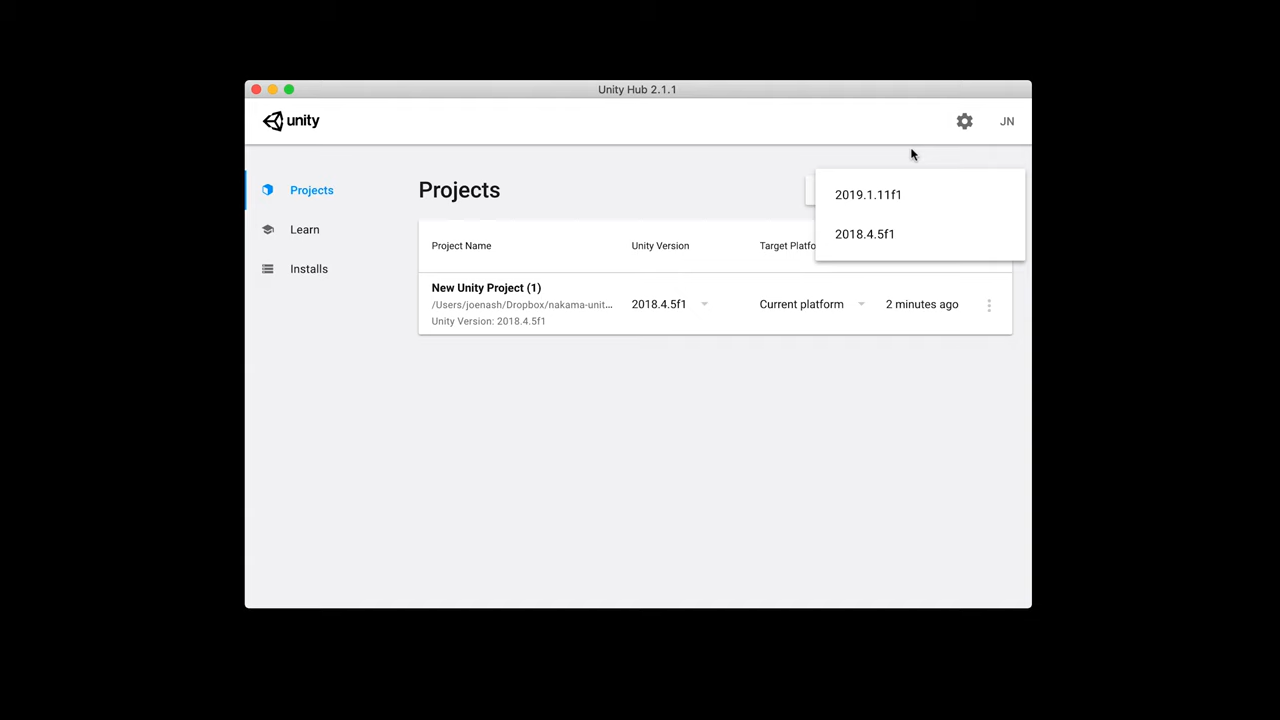 Unity Hub 2.1.1
unity
JN
Projects
Learn
Installs
Projects
2019.1.11f1
2018.4.5f1
Project Name
Unity Version
Target Platfo
New Unity Project (1)
/Users/joenash/Dropbox/nakama-unit...
Unity Version: 2018.4.5f1
2018.4.5f1
Current platform
2 minutes ago